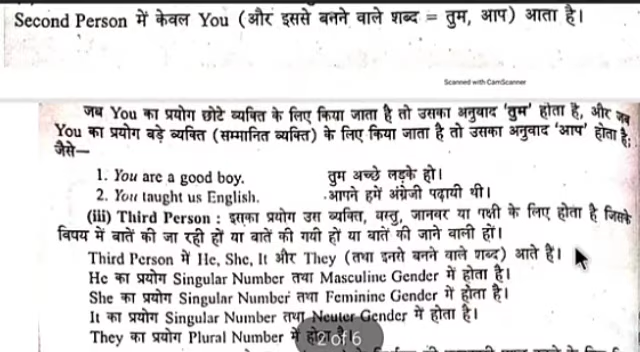 Second Person में केवल You (और इससे बनने वाले शब्द = तुम, आप) आता है।
Scanned with CamScanner
जब You का प्रयोग छोटे व्यक्ति के लिए किया जाता है तो उसका अनुवाद 'तुम' होता है, और जब
You का प्रयोग बड़े व्यक्ति (सम्मानित व्यक्ति) के लिए किया जाता है तो उसका अनुवाद 'आप' होता है;
जैसे—
1. You are a good boy. तुम अच्छे लड़के हो।
2. You taught us English. आपने हमें अंग्रेजी पढ़ायी थी।
(iii) Third Person : इसका प्रयोग उस व्यक्ति, वस्तु, जानवर या पक्षी के लिए होता है जिसके
विषय में बातें की जा रही हों या बातें की गयी हों या बातें की जाने वाली हों।
Third Person में He, She, It और They (तथा इनसे बनने वाले शब्द) आते हैं।
He का प्रयोग Singular Number तथा Masculine Gender में होता है।
She का प्रयोग Singular Number तथा Feminine Gender में होता है।
It का प्रयोग Singular Number तथा Neuter Gender में होता है।
They का प्रयोग Plural Number में होता है।
2 of 6